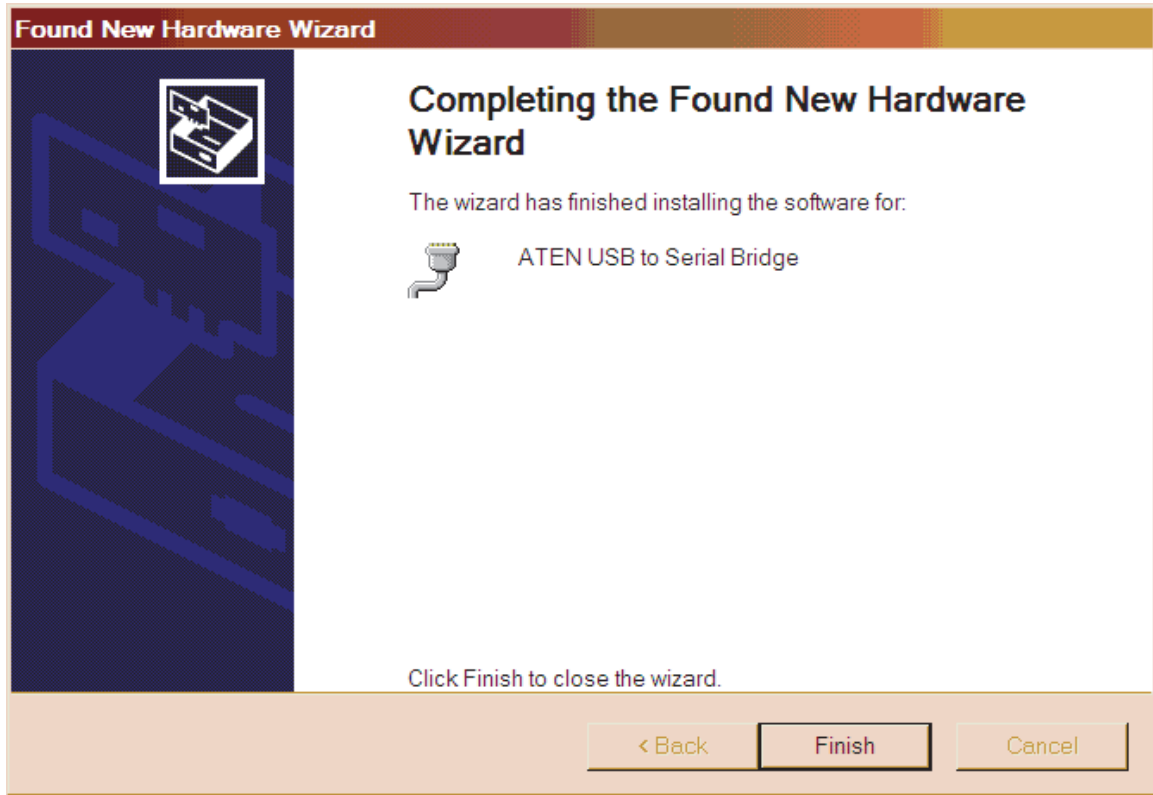 Found New Hardware Wizard
Completing the Found New Hardware
Wizard
The wizard has finished installing the software for:
ATEN USB to Serial Bridge
Click Finish to close the wizard.
< Back
Finish
Cancel